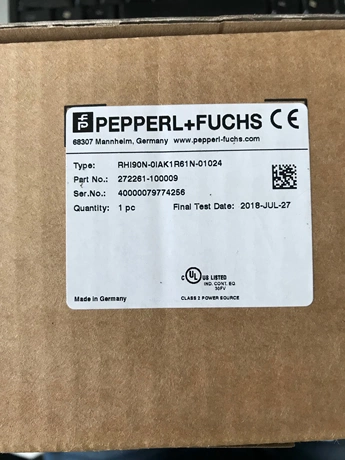 PEPPERL+FUCHS CE
68307 Mannheim, Germany www.pepperl-fuchs.com
Type: RHI90N-0IAK1R61N-01024
Part No.: 272261-100009
Ser.No.: 40000079774256
Quantity: 1 pc Final Test Date: 2018-JUL-27
c UL US LISTED
IND. CONT. EQ
30FV
Made in Germany CLASS 2 POWER SOURCE